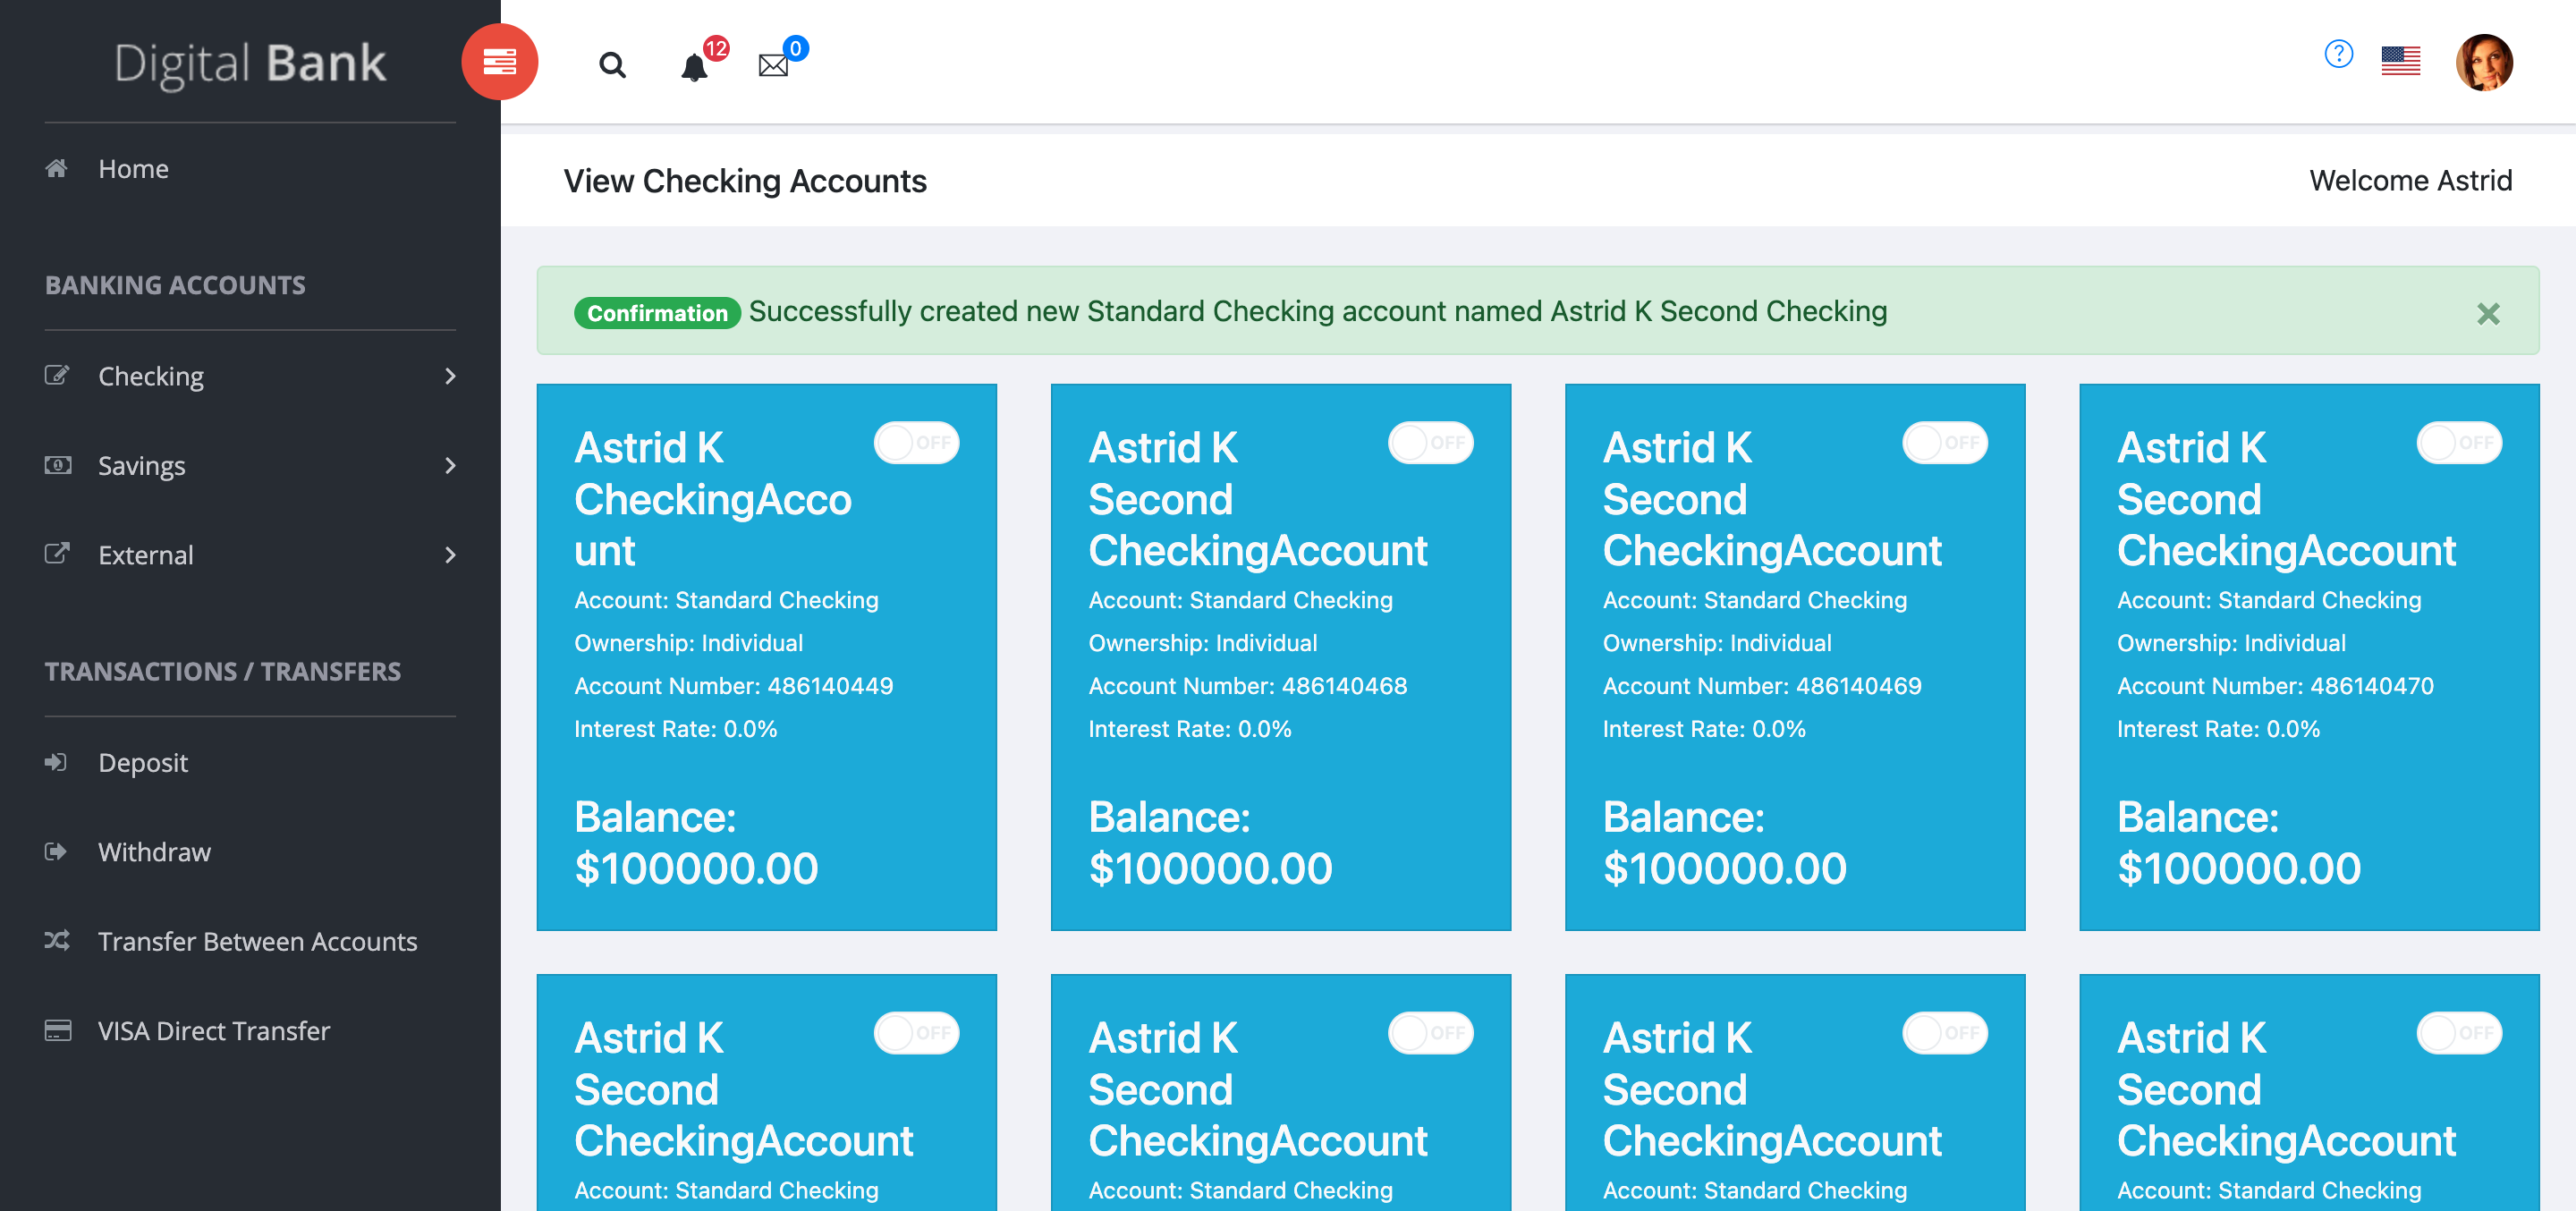 Digital Bank
12
0
?
Home
View Checking Accounts
Welcome Astrid
BANKING ACCOUNTS
Confirmation Successfully created new Standard Checking account named Astrid K Second Checking
×
Checking
Savings
External
TRANSACTIONS / TRANSFERS
Deposit
Withdraw
Transfer Between Accounts
VISA Direct Transfer
Astrid K
CheckingAcco
unt
OFF
Account: Standard Checking
Ownership: Individual
Account Number: 486140449
Interest Rate: 0.0%
Balance:
$100000.00
Astrid K
Second
CheckingAccount
OFF
Account: Standard Checking
Ownership: Individual
Account Number: 486140468
Interest Rate: 0.0%
Balance:
$100000.00
Astrid K
Second
CheckingAccount
OFF
Account: Standard Checking
Ownership: Individual
Account Number: 486140469
Interest Rate: 0.0%
Balance:
$100000.00
Astrid K
Second
CheckingAccount
OFF
Account: Standard Checking
Ownership: Individual
Account Number: 486140470
Interest Rate: 0.0%
Balance:
$100000.00
Astrid K
Second
CheckingAccount
OFF
Account: Standard Checking
Astrid K
Second
CheckingAccount
OFF
Account: Standard Checking
Astrid K
Second
CheckingAccount
OFF
Account: Standard Checking
Astrid K
Second
CheckingAccount
OFF
Account: Standard Checking